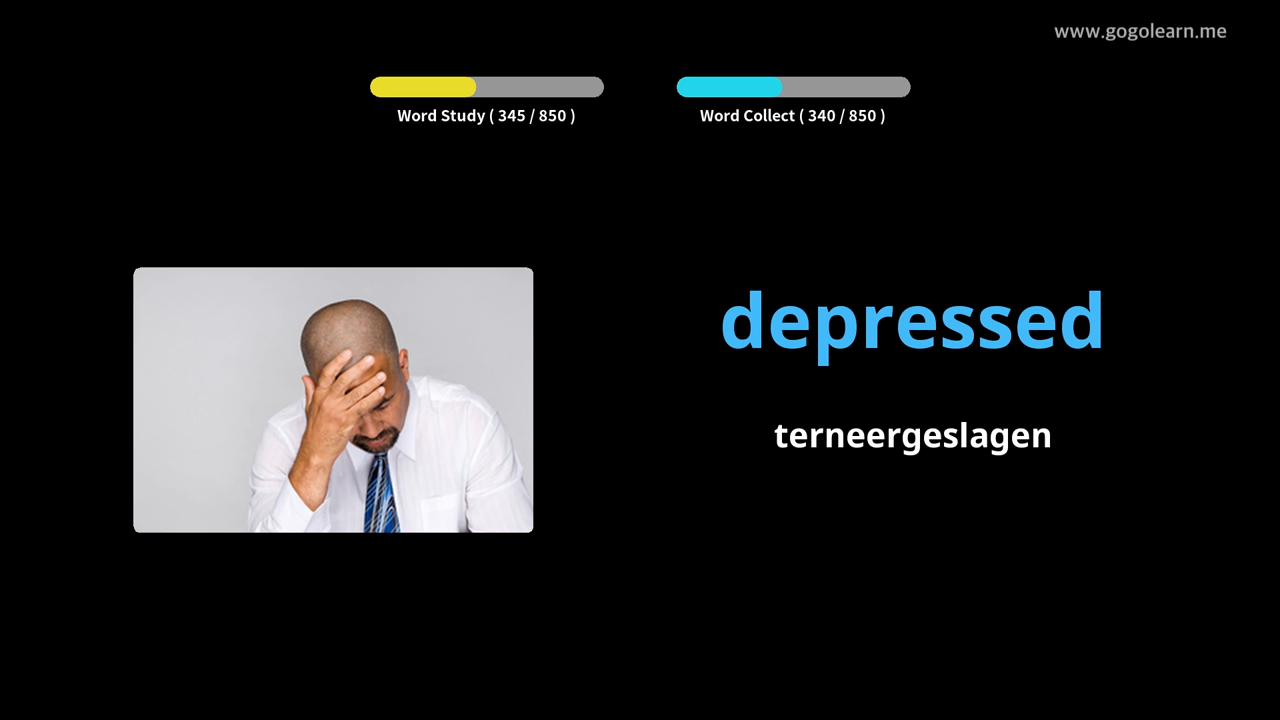 www.gogolearn.me
Word Study ( 345 / 850 )
Word Collect ( 340 / 850 )
depressed
terneergeslagen